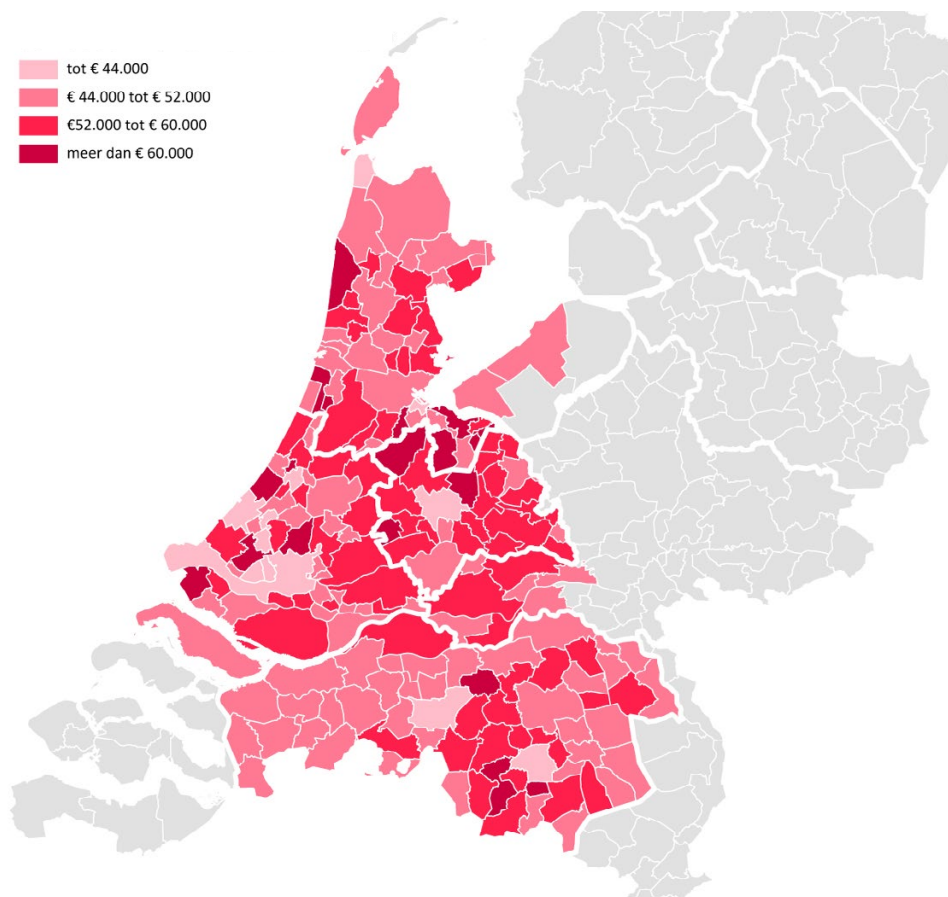 tot € 44.000
€ 44.000 tot € 52.000
€52.000 tot € 60.000
meer dan € 60.000